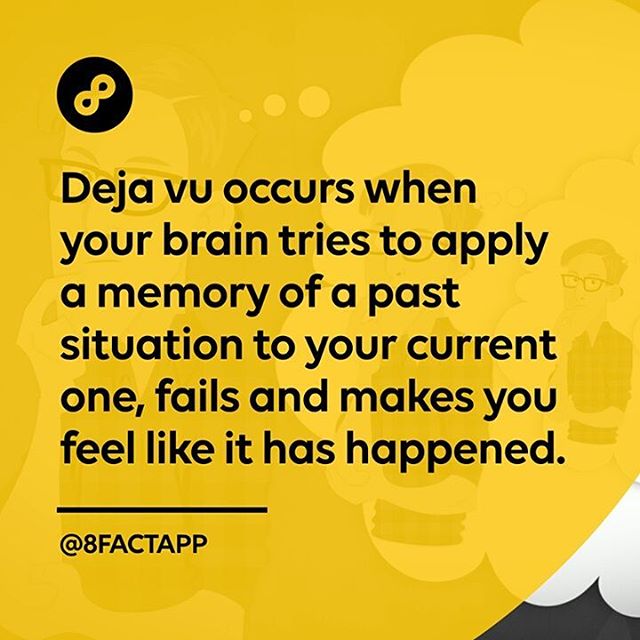 Deja vu occurs when
your brain tries to apply
a memory of a past
situation to your current
one, fails and makes you
feel like it has happened.
@8FACTAPP